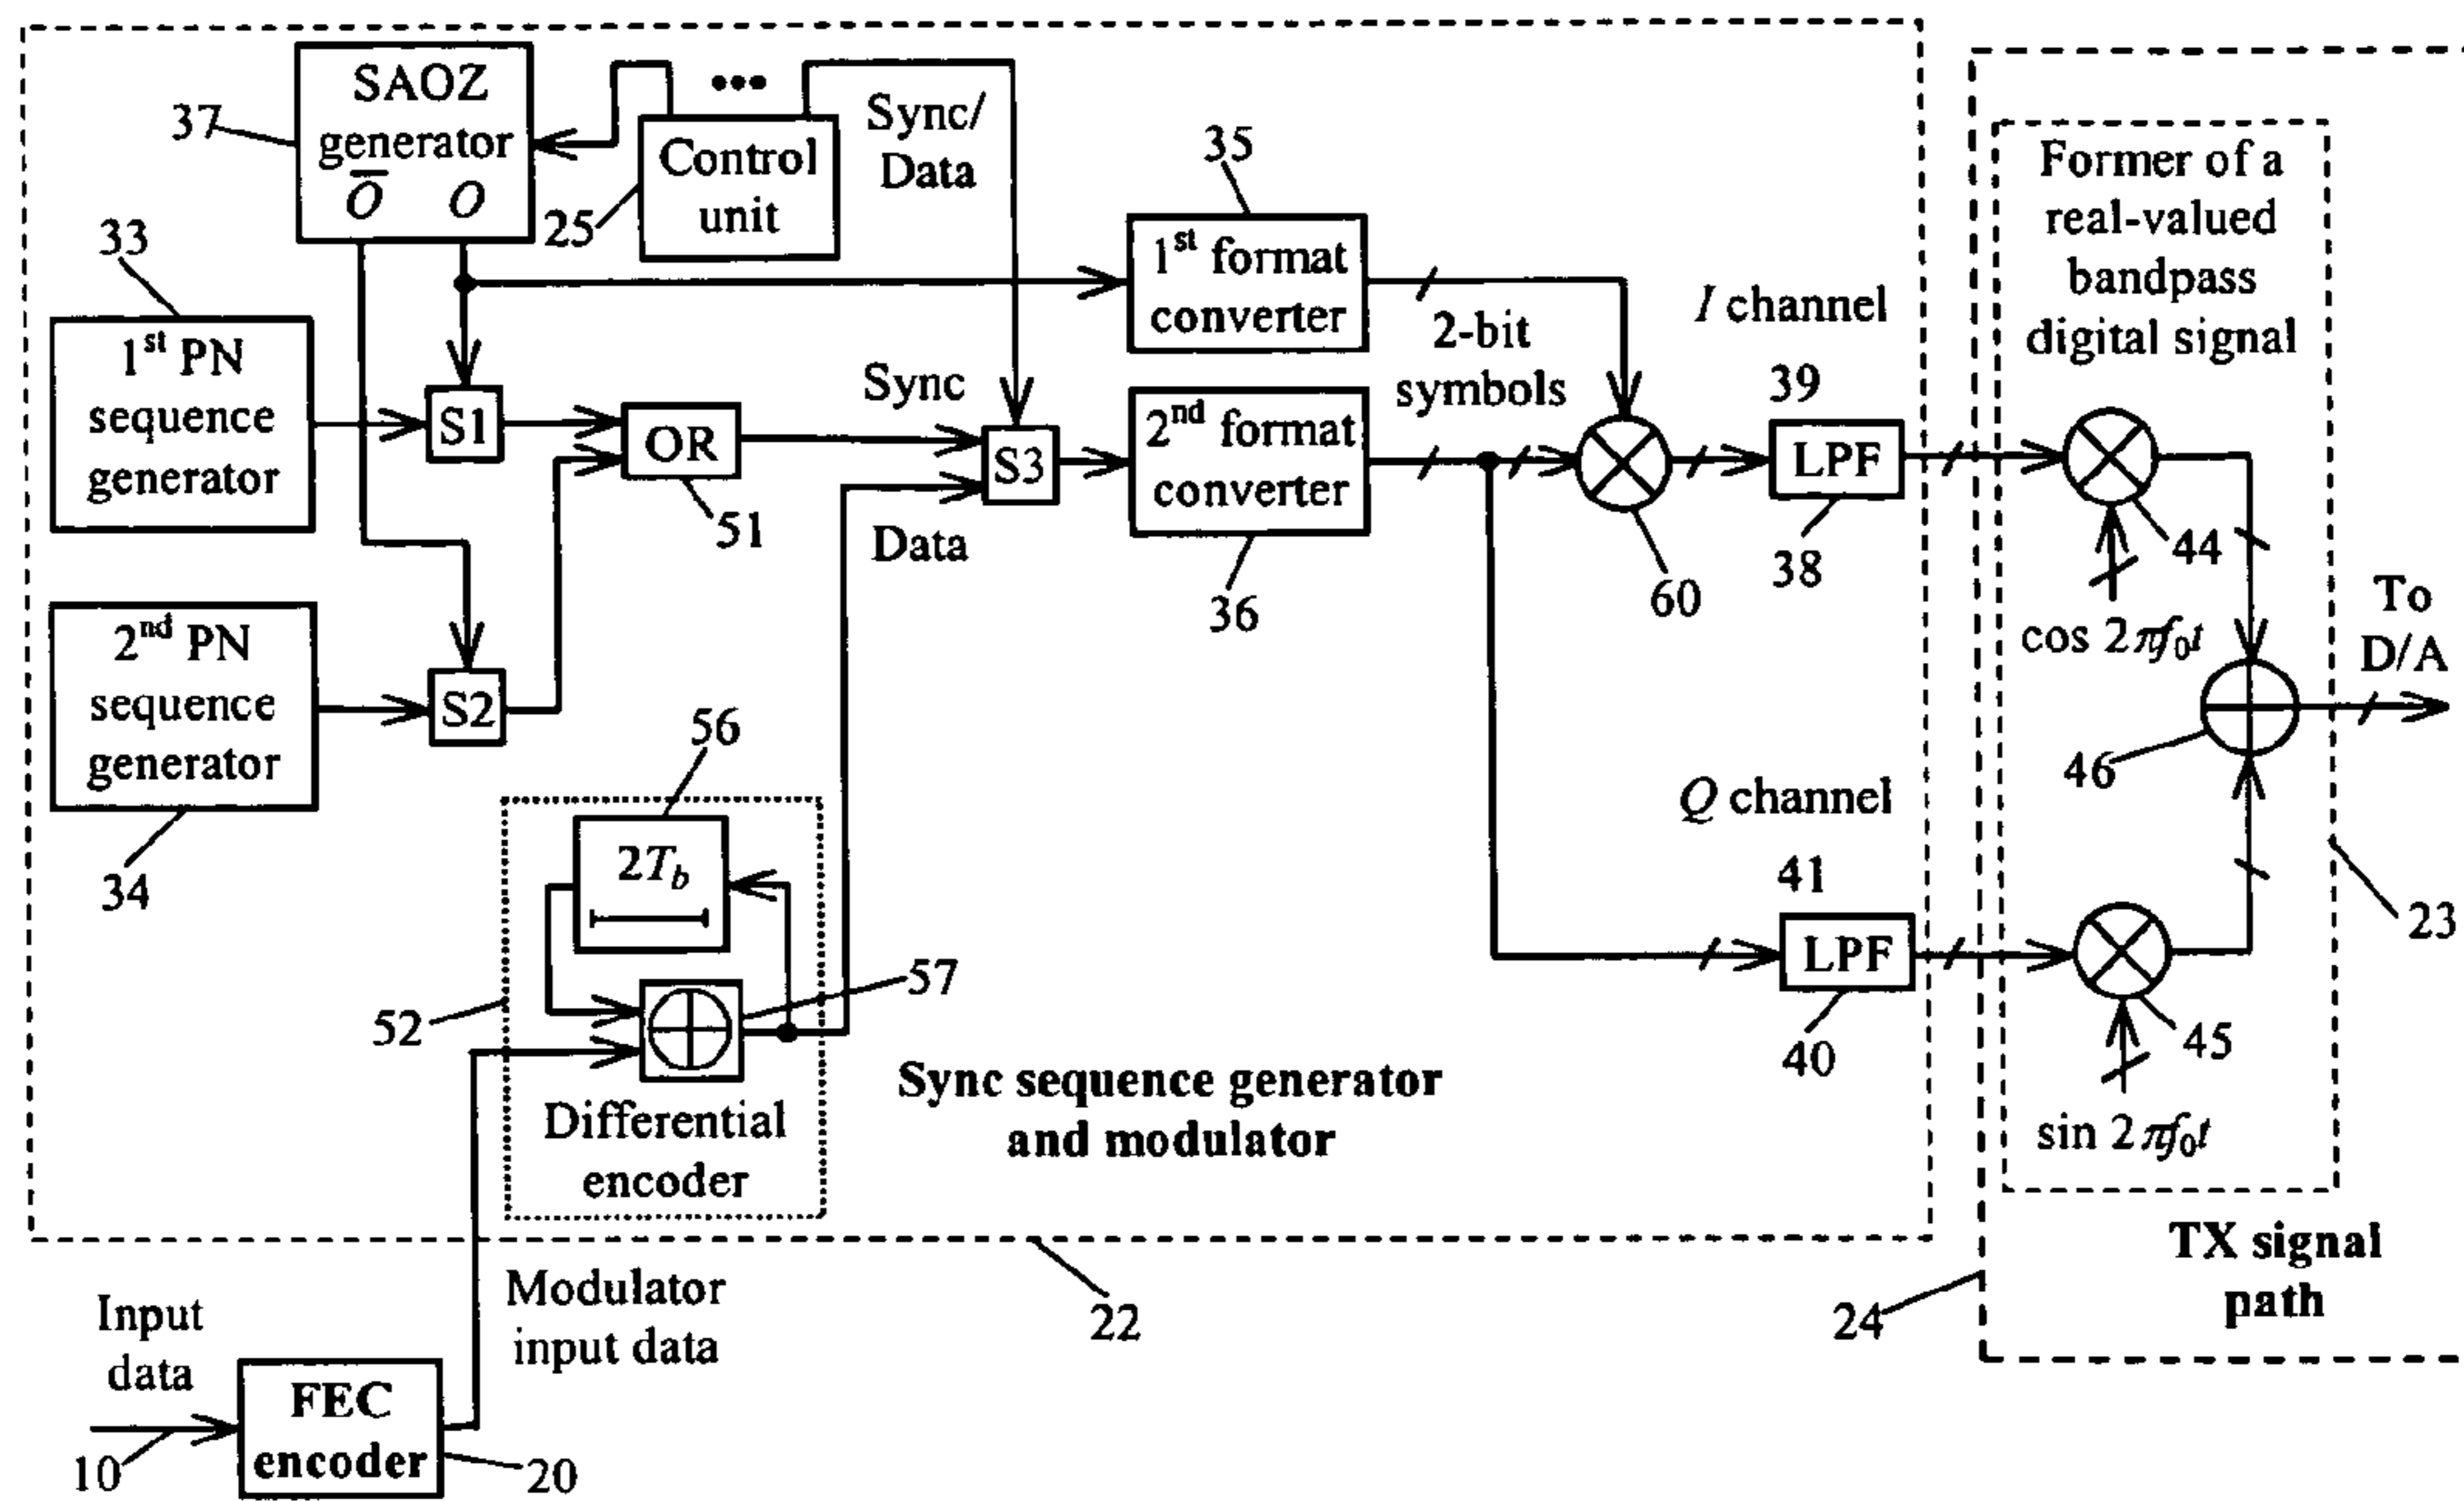 SAOZ
generator
O̅ O
37
•••
Control
unit
25
Sync/
Data
33
1st PN
sequence
generator
S1
OR
51
Sync
Data
S3
35
1st format
converter
2nd format
converter
36
2-bit
symbols
60
I channel
39
LPF
38
Former of a
real-valued
bandpass
digital signal
44
cos 2πf0t
To
D/A
46
23
2nd PN
sequence
generator
34
S2
56
2Tb
57
52
Differential
encoder
Q channel
41
LPF
40
45
sin 2πf0t
Sync sequence generator
and modulator
22
24
TX signal
path
Modulator
input data
Input
data
10
FEC
encoder
20